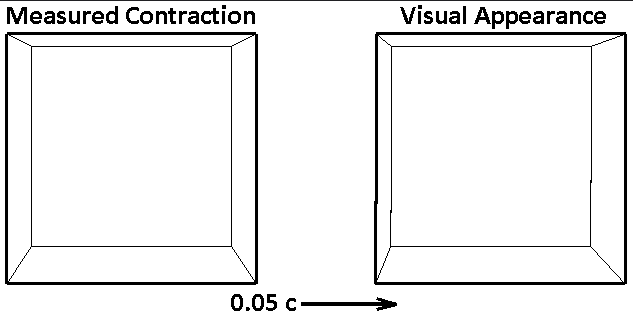 Measured Contraction
Visual Appearance
0.05 c